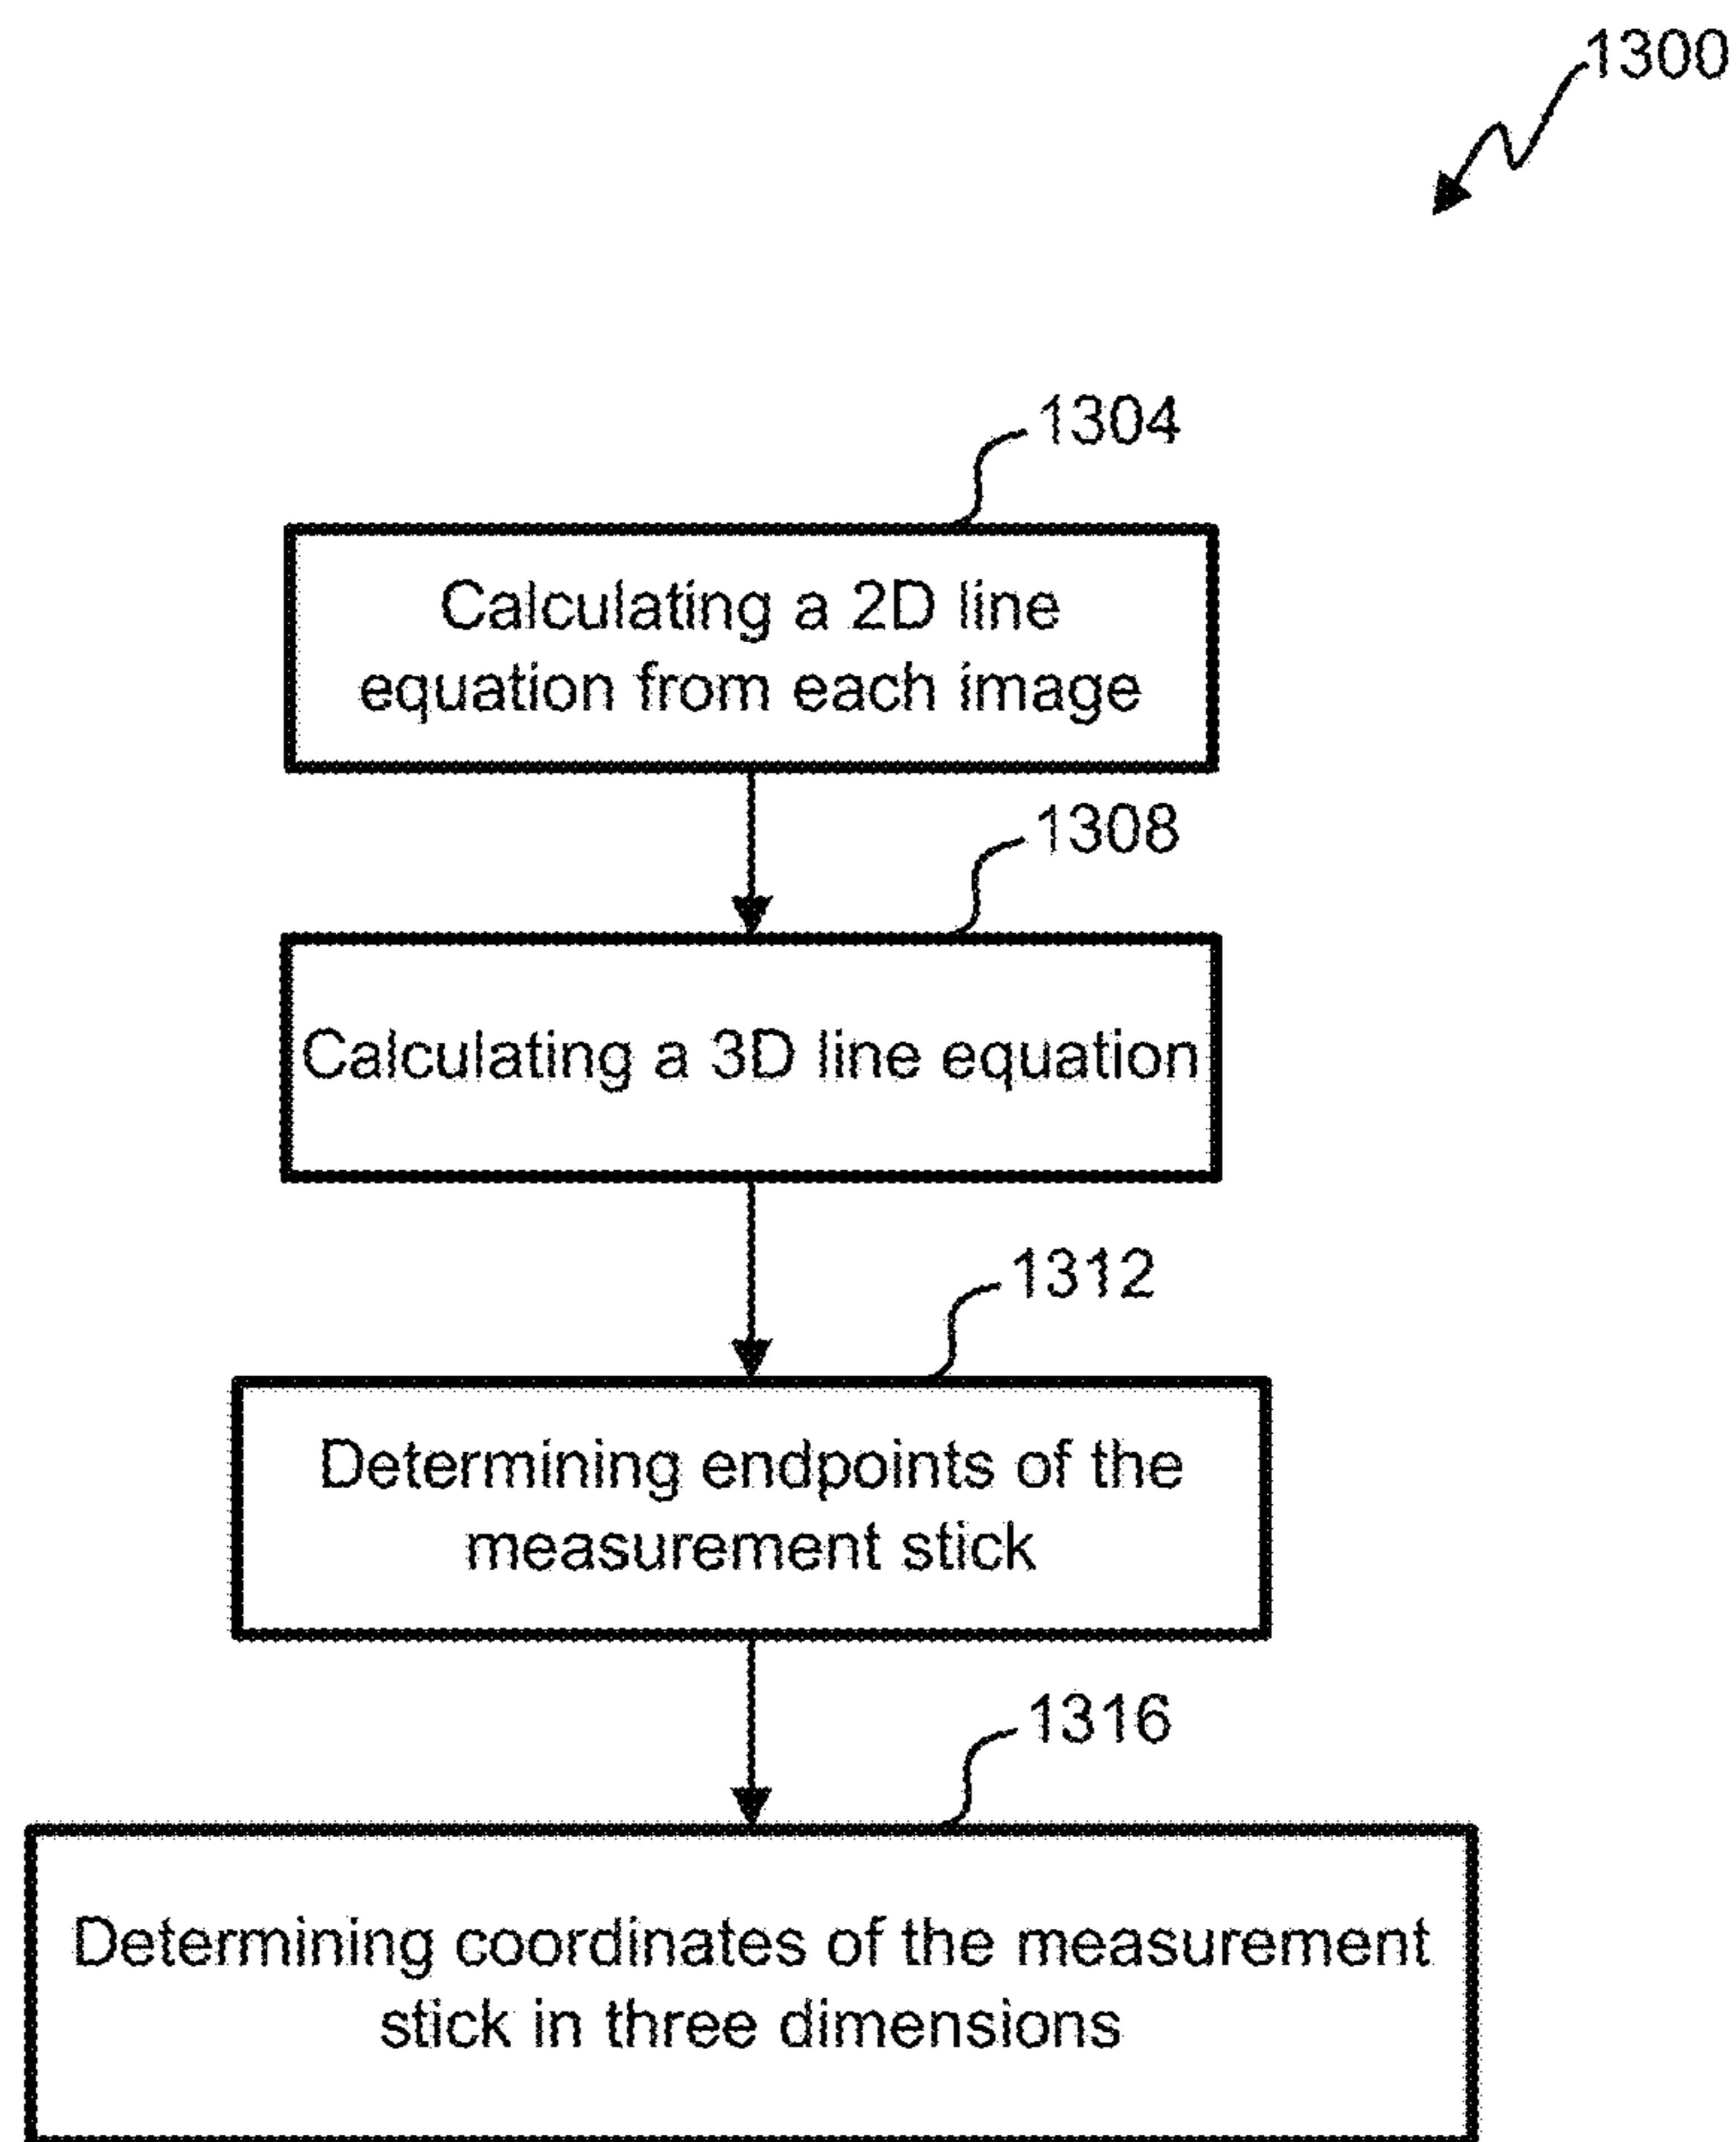 1300
1304
Calculating a 2D line
equation from each image
1308
Calculating a 3D line equation
1312
Determining endpoints of the
measurement stick
1316
Determining coordinates of the measurement
stick in three dimensions